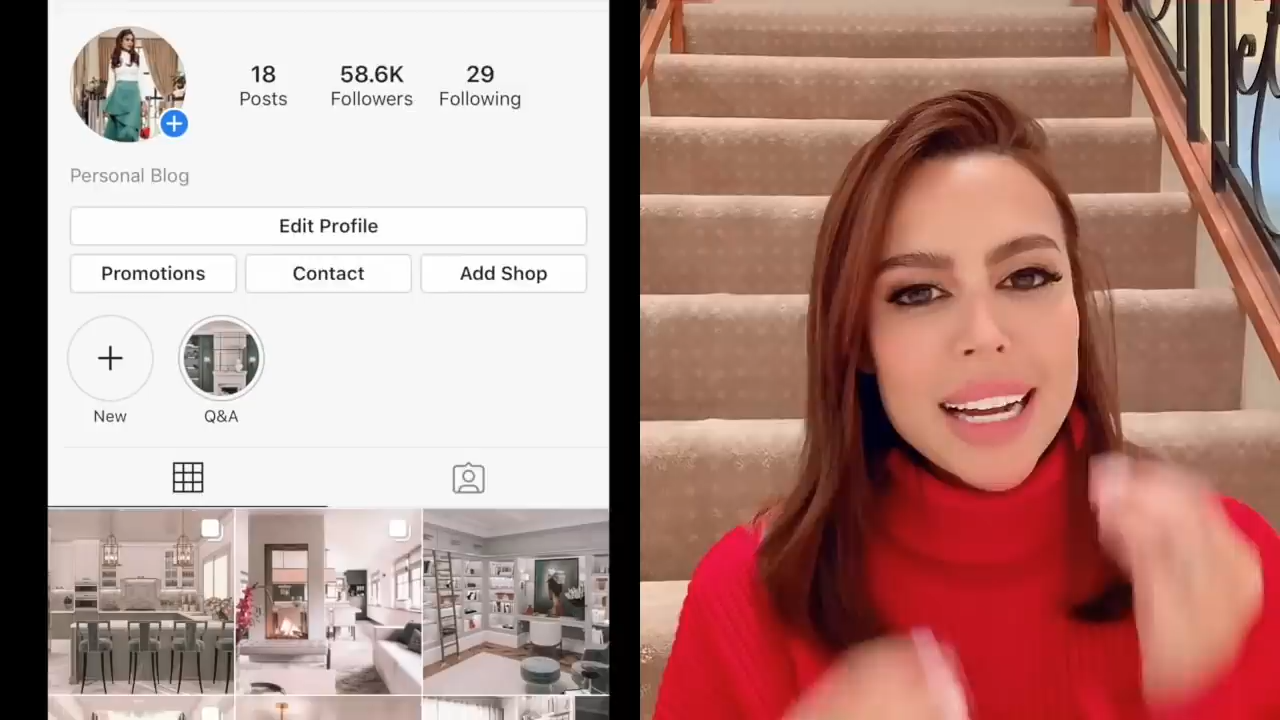 18 58.6K 29
Posts Followers Following
Personal Blog
Edit Profile
Promotions Contact Add Shop
New Q&A